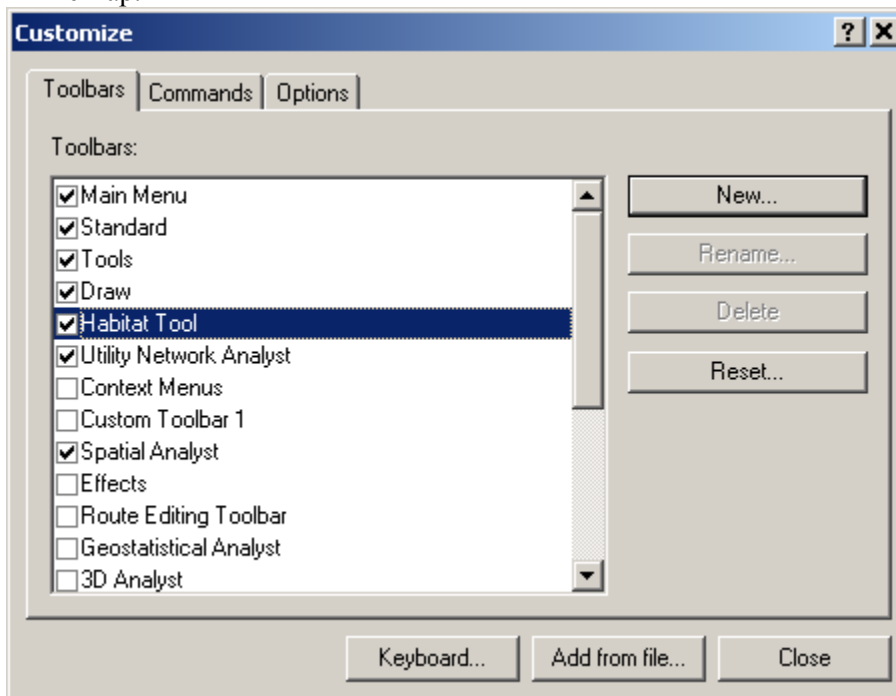 Customize
Toolbars Commands Options
Toolbars:
Main Menu
Standard
Tools
Draw
Habitat Tool
Utility Network Analyst
Context Menus
Custom Toolbar 1
Spatial Analyst
Effects
Route Editing Toolbar
Geostatistical Analyst
3D Analyst
New...
Rename...
Delete
Reset...
Keyboard... Add from file... Close